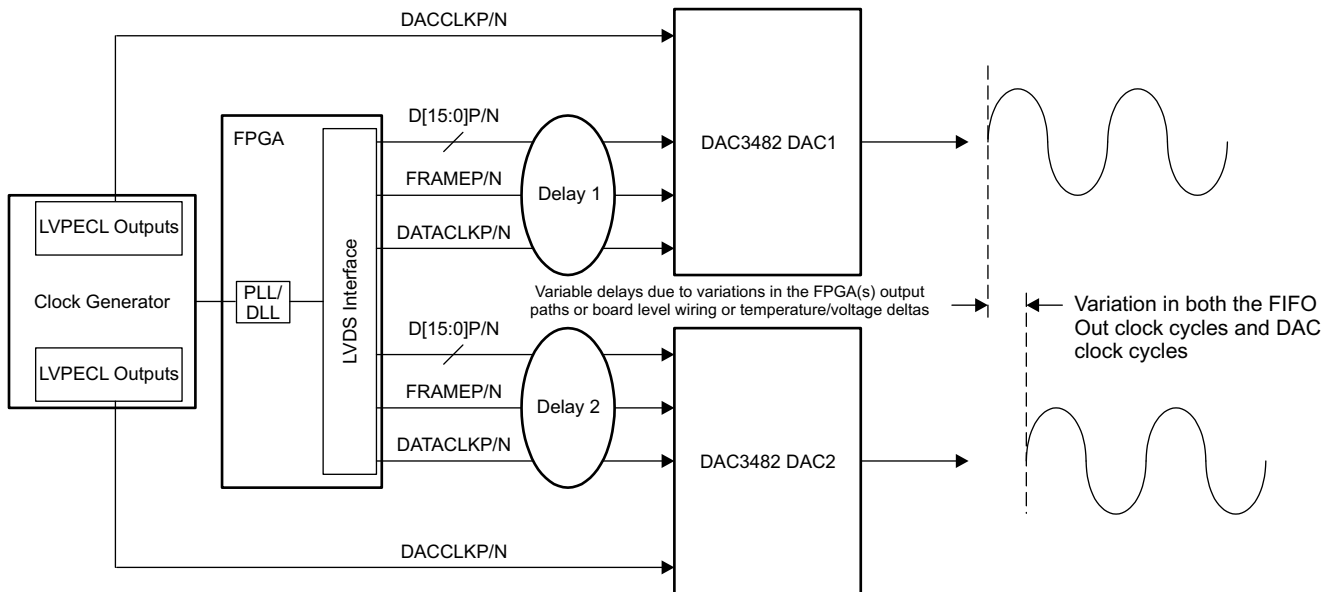 DACCLKP/N
FPGA
D[15:0]P/N
FRAMEP/N
DATACLKP/N
Delay 1
DAC3482 DAC1
LVPECL Outputs
Clock Generator
LVPECL Outputs
PLL/
DLL
LVDS Interface
Variable delays due to variations in the FPGA(s) output
paths or board level wiring or temperature/voltage deltas
Variation in both the FIFO
Out clock cycles and DAC
clock cycles
D[15:0]P/N
FRAMEP/N
DATACLKP/N
Delay 2
DAC3482 DAC2
DACCLKP/N